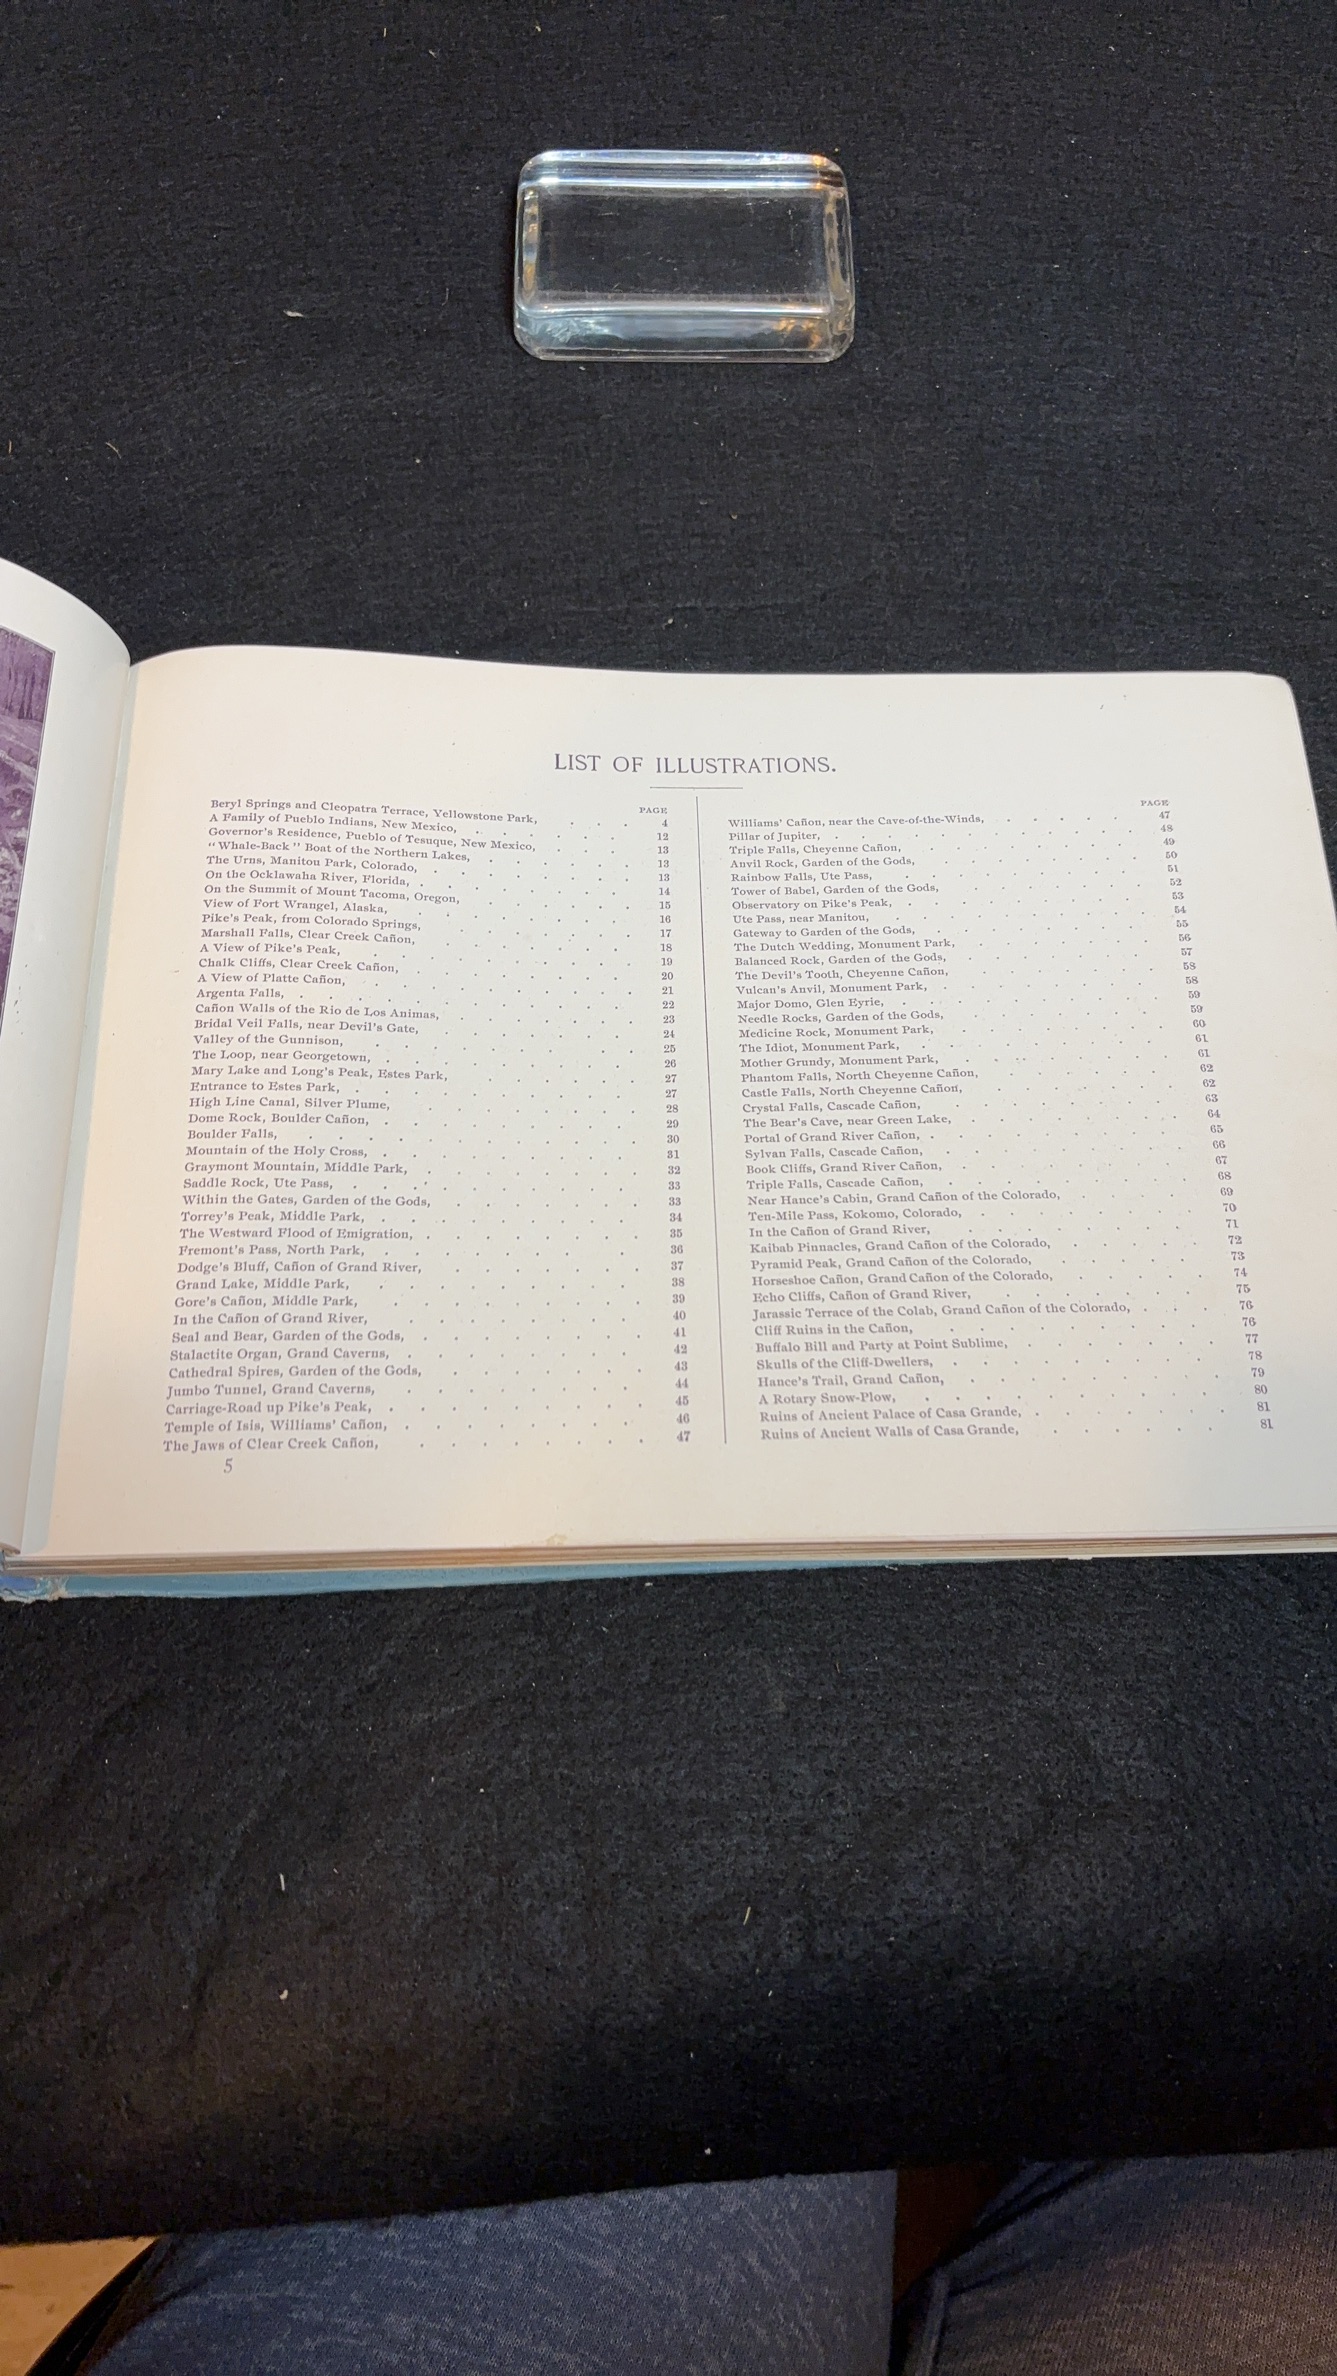 LIST OF ILLUSTRATIONS.
PAGE
Beryl Springs and Cleopatra Terrace, Yellowstone Park, . . . 4
A Family of Pueblo Indians, New Mexico, . . . . . 12
Governor's Residence, Pueblo of Tesuque, New Mexico, . . . 13
"Whale-Back" Boat of the Northern Lakes, . . . . . 13
The Urns, Manitou Park, Colorado, . . . . . . 13
On the Ocklawaha River, Florida, . . . . . . 14
On the Summit of Mount Tacoma, Oregon, . . . . . 15
View of Fort Wrangel, Alaska, . . . . . . 16
Pike's Peak, from Colorado Springs, . . . . . . 17
Marshall Falls, Clear Creek Cañon, . . . . . . 18
A View of Pike's Peak, . . . . . . . 19
Chalk Cliffs, Clear Creek Cañon, . . . . . . 20
A View of Platte Cañon, . . . . . . . 21
Argenta Falls, . . . . . . . . 22
Cañon Walls of the Rio de Los Animas, . . . . . 23
Bridal Veil Falls, near Devil's Gate, . . . . . . 24
Valley of the Gunnison, . . . . . . . 25
The Loop, near Georgetown, . . . . . . . 26
Mary Lake and Long's Peak, Estes Park, . . . . . 27
Entrance to Estes Park, . . . . . . . 27
High Line Canal, Silver Plume, . . . . . . 28
Dome Rock, Boulder Cañon, . . . . . . . 29
Boulder Falls, . . . . . . . . 30
Mountain of the Holy Cross, . . . . . . . 31
Graymont Mountain, Middle Park, . . . . . . 32
Saddle Rock, Ute Pass, . . . . . . . 33
Within the Gates, Garden of the Gods, . . . . . 33
Torrey's Peak, Middle Park, . . . . . . . 34
The Westward Flood of Emigration, . . . . . . 35
Fremont's Pass, North Park, . . . . . . . 36
Dodge's Bluff, Cañon of Grand River, . . . . . 37
Grand Lake, Middle Park, . . . . . . . 38
Gore's Cañon, Middle Park, . . . . . . . 39
In the Cañon of Grand River, . . . . . . 40
Seal and Bear, Garden of the Gods, . . . . . . 41
Stalactite Organ, Grand Caverns, . . . . . . 42
Cathedral Spires, Garden of the Gods, . . . . . 43
Jumbo Tunnel, Grand Caverns, . . . . . . 44
Carriage-Road up Pike's Peak, . . . . . . . 45
Temple of Isis, Williams' Cañon, . . . . . . 46
The Jaws of Clear Creek Cañon, . . . . . . 47
5
PAGE
Williams' Cañon, near the Cave-of-the-Winds, . . . . . 47
Pillar of Jupiter, . . . . . . . . 48
Triple Falls, Cheyenne Cañon, . . . . . . 49
Anvil Rock, Garden of the Gods, . . . . . . 50
Rainbow Falls, Ute Pass, . . . . . . . 51
Tower of Babel, Garden of the Gods, . . . . . 52
Observatory on Pike's Peak, . . . . . . . 53
Ute Pass, near Manitou, . . . . . . . 54
Gateway to Garden of the Gods, . . . . . . 55
The Dutch Wedding, Monument Park, . . . . . 56
Balanced Rock, Garden of the Gods, . . . . . . 57
The Devil's Tooth, Cheyenne Cañon, . . . . . . 58
Vulcan's Anvil, Monument Park, . . . . . . 58
Major Domo, Glen Eyrie, . . . . . . . 59
Needle Rocks, Garden of the Gods, . . . . . . 59
Medicine Rock, Monument Park, . . . . . . 60
The Idiot, Monument Park, . . . . . . . 61
Mother Grundy, Monument Park, . . . . . . 61
Phantom Falls, North Cheyenne Cañon, . . . . . 62
Castle Falls, North Cheyenne Cañon, . . . . . 62
Crystal Falls, Cascade Cañon, . . . . . . 63
The Bear's Cave, near Green Lake, . . . . . . 64
Portal of Grand River Cañon, . . . . . . . 65
Sylvan Falls, Cascade Cañon, . . . . . . 66
Book Cliffs, Grand River Cañon, . . . . . . 67
Triple Falls, Cascade Cañon, . . . . . . . 68
Near Hance's Cabin, Grand Cañon of the Colorado, . . . . 69
Ten-Mile Pass, Kokomo, Colorado, . . . . . . 70
In the Cañon of Grand River, . . . . . . 71
Kaibab Pinnacles, Grand Cañon of the Colorado, . . . . 72
Pyramid Peak, Grand Cañon of the Colorado, . . . . . 73
Horseshoe Cañon, Grand Cañon of the Colorado, . . . . 74
Echo Cliffs, Cañon of Grand River, . . . . . . 75
Jarassic Terrace of the Colab, Grand Cañon of the Colorado, . . . 76
Cliff Ruins in the Cañon, . . . . . . . 76
Buffalo Bill and Party at Point Sublime, . . . . . 77
Skulls of the Cliff-Dwellers, . . . . . . . 78
Hance's Trail, Grand Cañon, . . . . . . . 79
A Rotary Snow-Plow, . . . . . . . 80
Ruins of Ancient Palace of Casa Grande, . . . . . 81
Ruins of Ancient Walls of Casa Grande, . . . . . 81